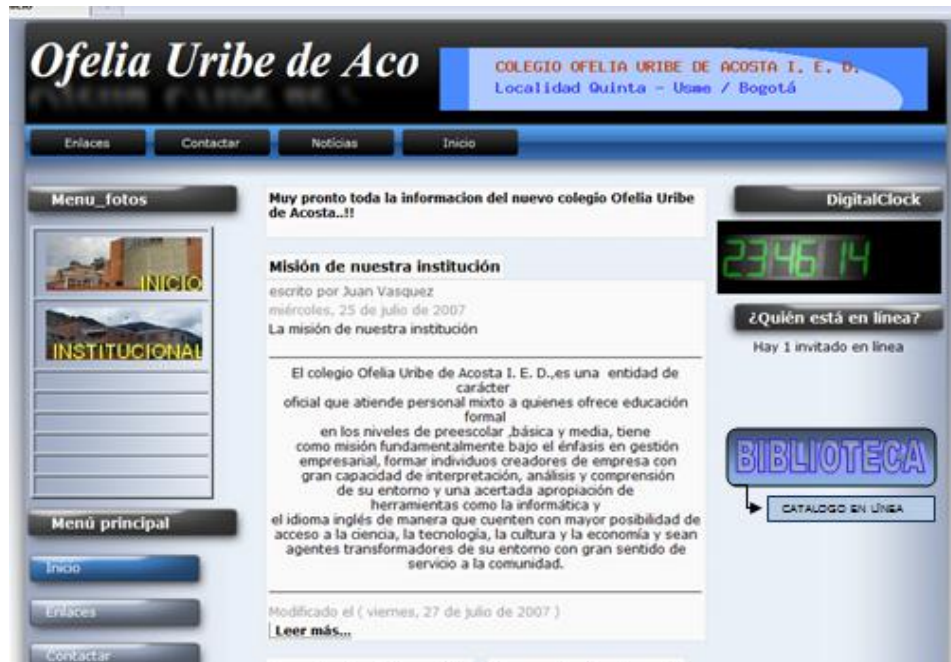 Ofelia Uribe de Aco
COLEGIO OFELIA URIBE DE ACOSTA I. E. D.
Localidad Quinta - Usme / Bogotá
Enlaces
Contactar
Noticias
Inicio
Menu_fotos
INICIO
INSTITUCIONAL
Menú principal
Inicio
Enlaces
Contactar
Muy pronto toda la informacion del nuevo colegio Ofelia Uribe
de Acosta..!!
Misión de nuestra institución
escrito por Juan Vasquez
miércoles, 25 de julio de 2007
La misión de nuestra institución
El colegio Ofelia Uribe de Acosta I. E. D.,es una entidad de
carácter
oficial que atiende personal mixto a quienes ofrece educación
formal
en los niveles de preescolar ,básica y media, tiene
como misión fundamentalmente bajo el énfasis en gestión
empresarial, formar individuos creadores de empresa con
gran capacidad de interpretación, análisis y comprensión
de su entorno y una acertada apropiación de
herramientas como la informática y
el idioma inglés de manera que cuenten con mayor posibilidad de
acceso a la ciencia, la tecnología, la cultura y la economía y sean
agentes transformadores de su entorno con gran sentido de
servicio a la comunidad.
Modificado el ( viernes, 27 de julio de 2007 )
Leer más...
DigitalClock
23 46 14
¿Quién está en línea?
Hay 1 invitado en línea
BIBLIOTECA
CATALOGO EN LÍNEA